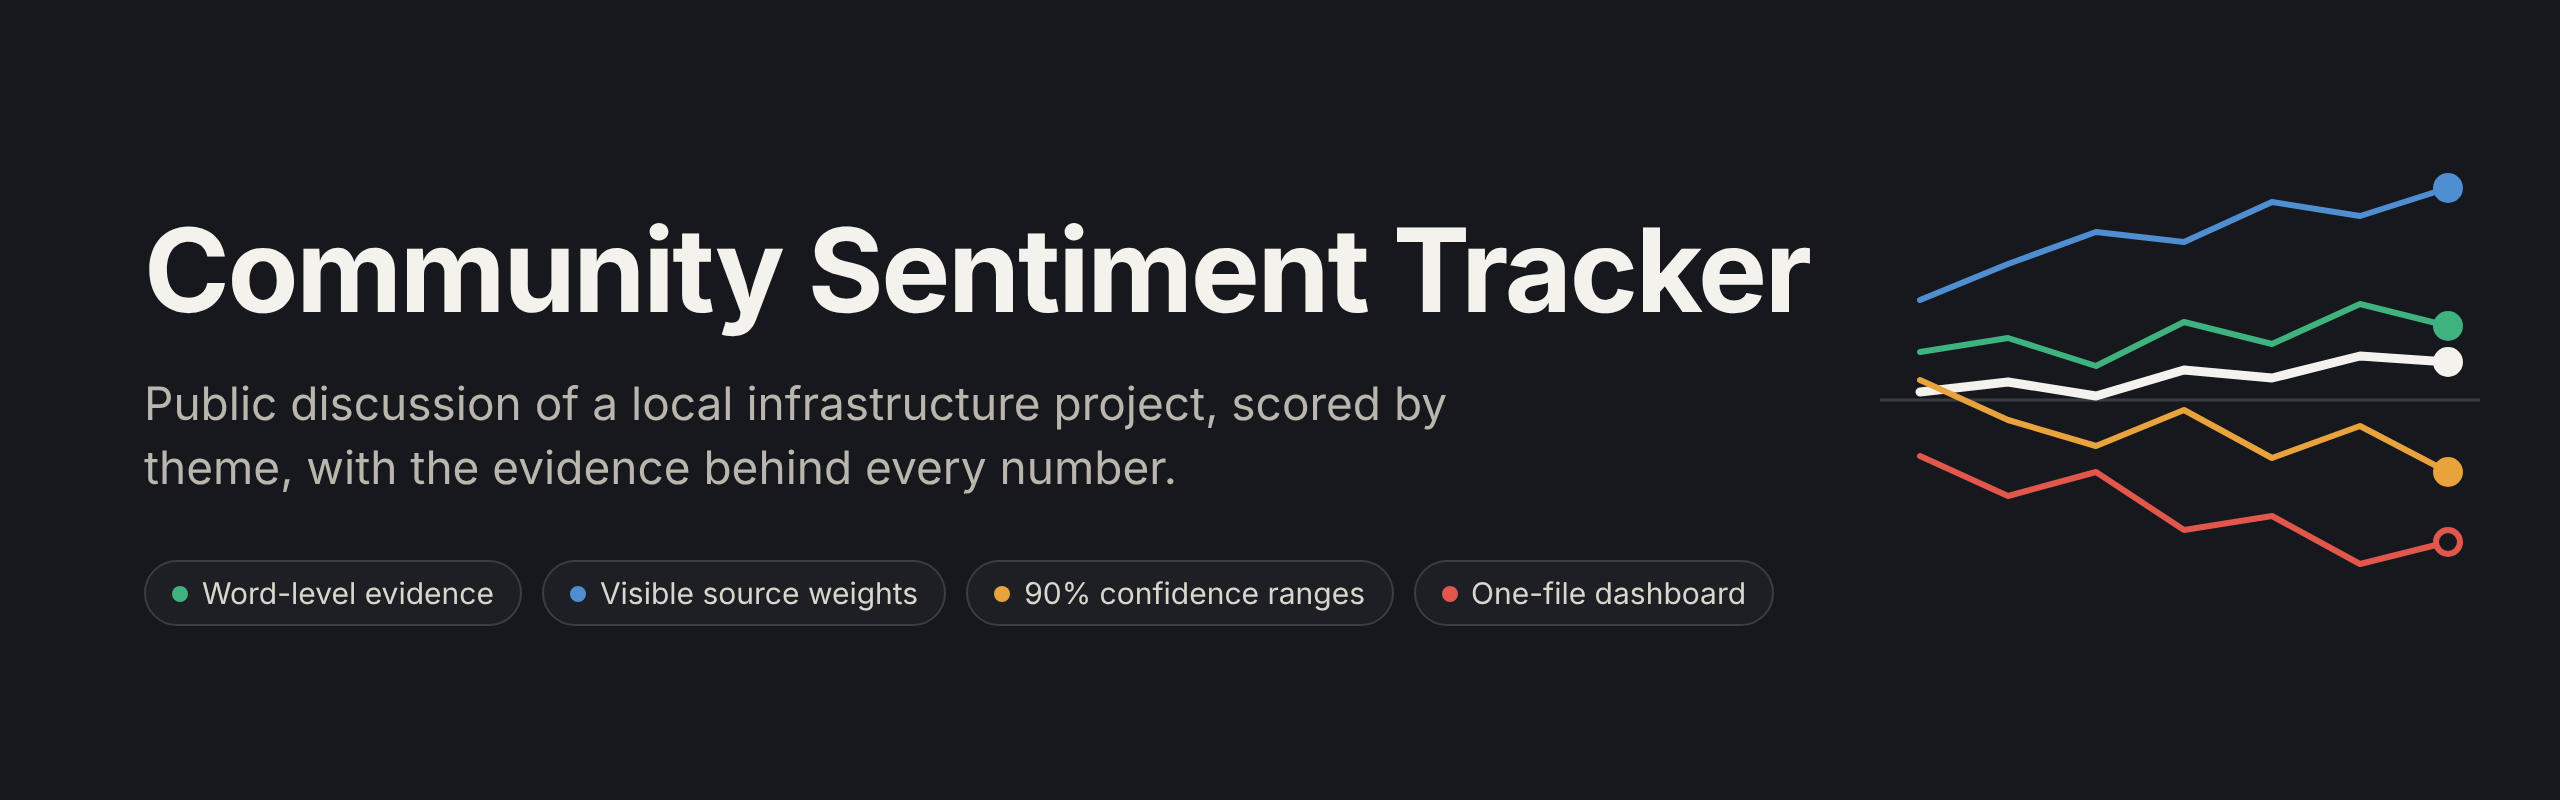 Community Sentiment Tracker
Public discussion of a local infrastructure project, scored by
theme, with the evidence behind every number.
Word-level evidence
Visible source weights
90% confidence ranges
One-file dashboard